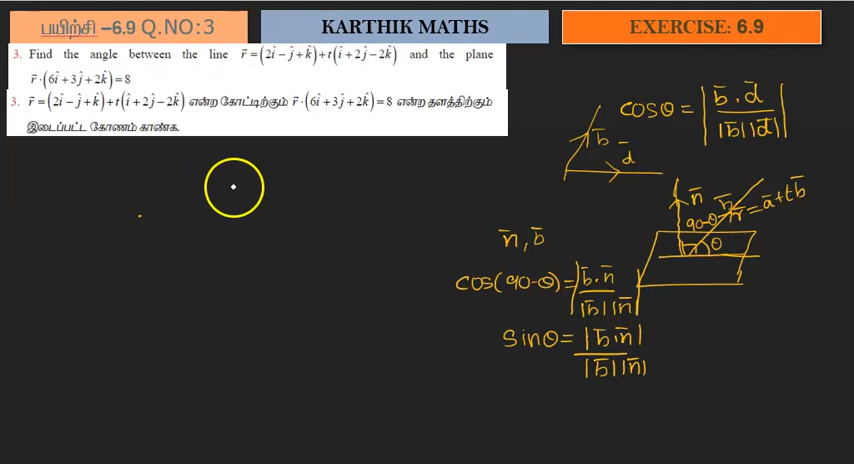 பயிற்சி –6.9 Q.NO:3
KARTHIK MATHS
EXERCISE: 6.9
3. Find the angle between the line r⃗=(2î−ĵ+k̂)+t(î+2ĵ−2k̂) and the plane
r⃗·(6î+3ĵ+2k̂)=8
3. r⃗=(2î−ĵ+k̂)+t(î+2ĵ−2k̂) என்ற கோட்டிற்கும் r⃗·(6î+3ĵ+2k̂)=8 என்ற தளத்திற்கும்
இடைப்பட்ட கோணம் காண்க.
cosθ = |b̄.d̄ / |b̄||d̄||
b̄
d̄
n̄
b̄
r̄=ā+tb̄
90-θ
θ
n̄, b̄
cos(90-θ) = |b̄.n̄ / |b̄||n̄||
sinθ = |b̄.n̄| / |b̄||n̄|